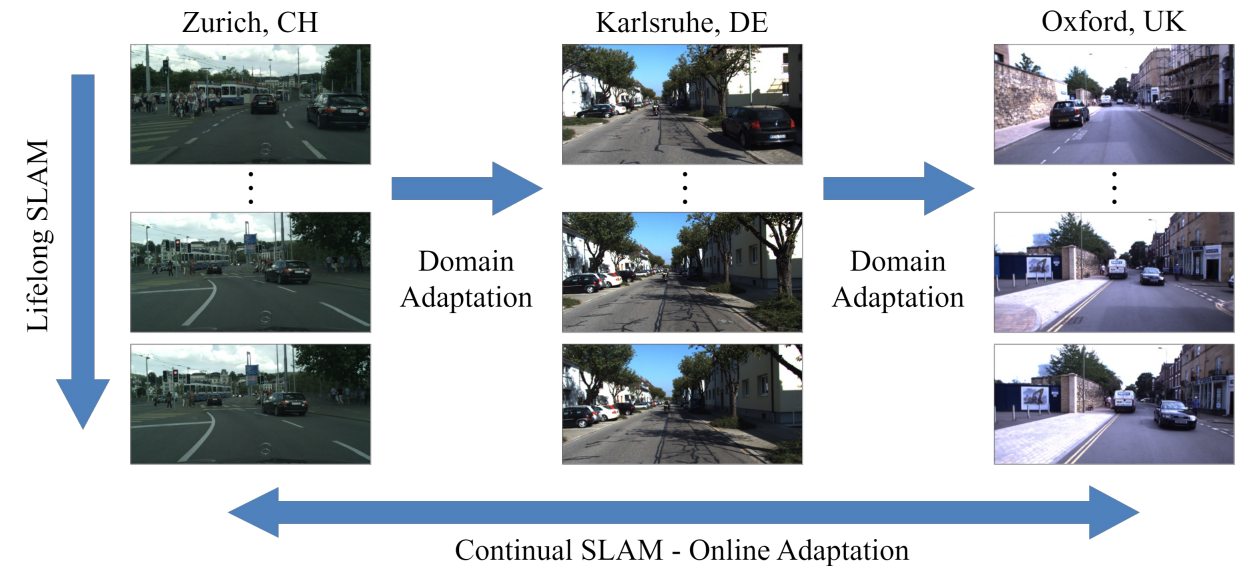 Zurich, CH
Karlsruhe, DE
Oxford, UK
Lifelong SLAM
Domain
Adaptation
Domain
Adaptation
Continual SLAM - Online Adaptation